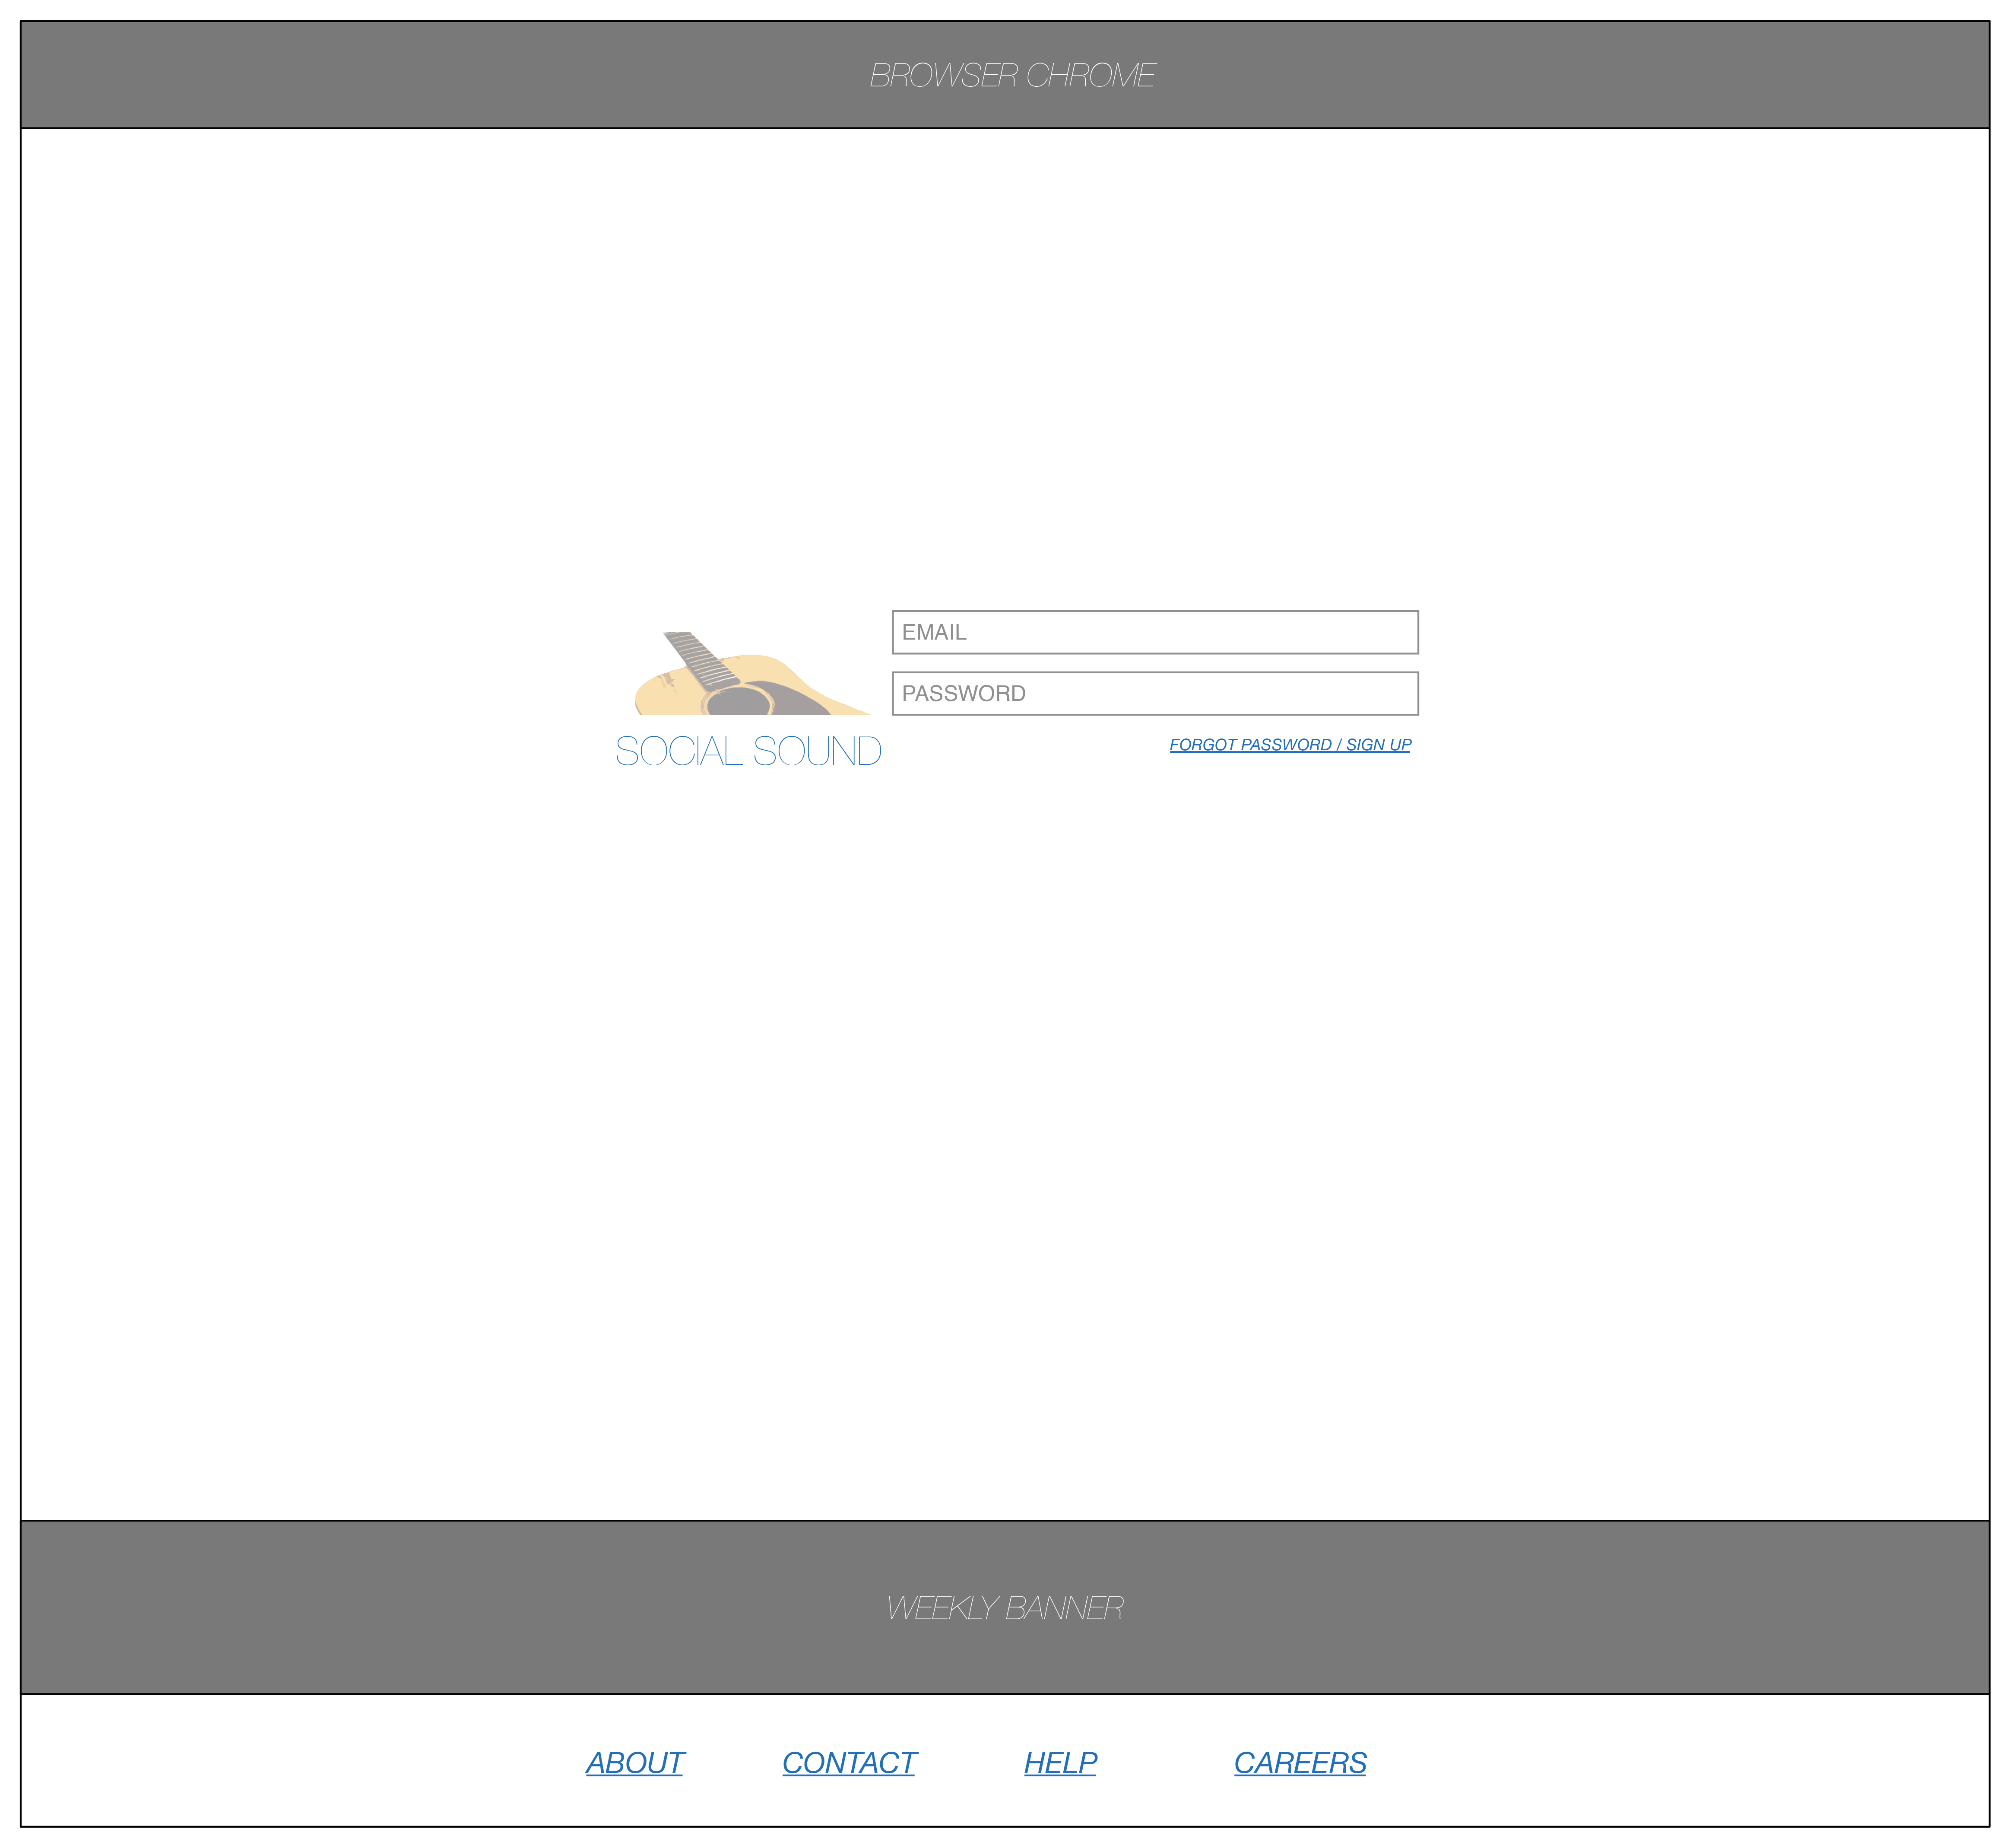 BROWSER CHROME
EMAIL
PASSWORD
SOCIAL SOUND
FORGOT PASSWORD / SIGN UP
WEEKLY BANNER
ABOUT CONTACT HELP CAREERS